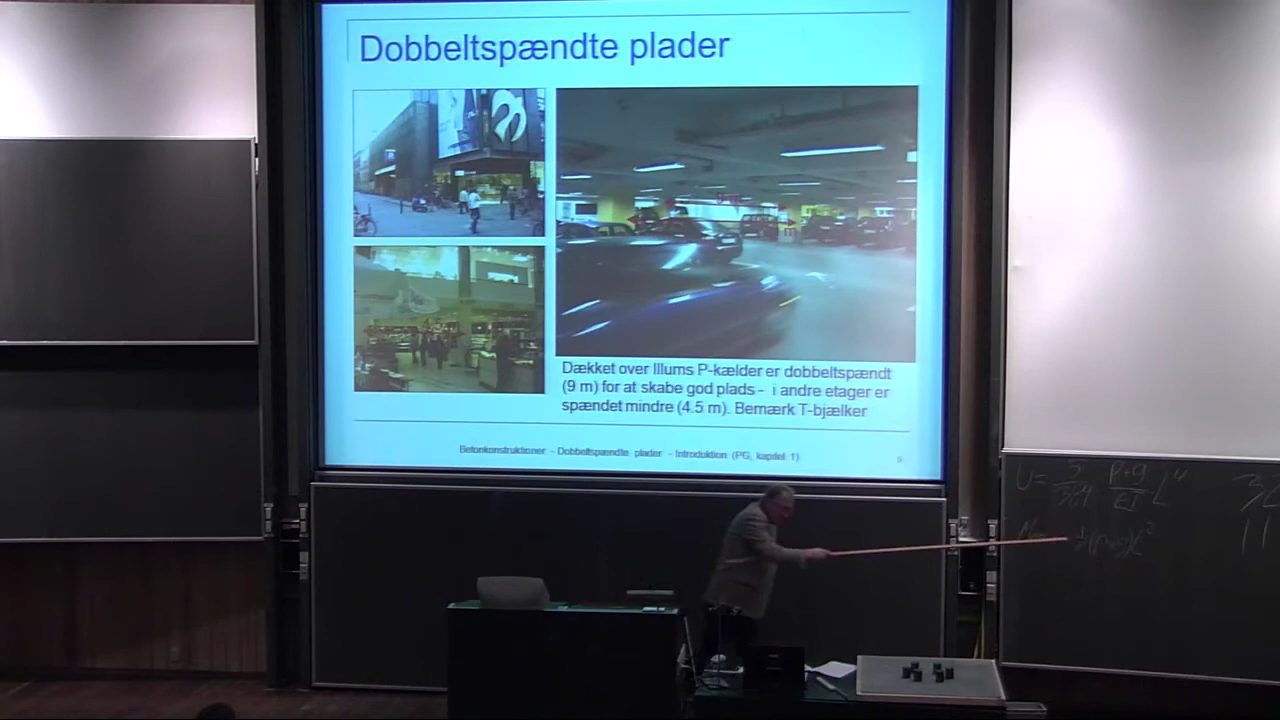 Dobbeltspændte plader
Dækket over Illums P-kælder er dobbeltspændt
(9 m) for at skabe god plads - i andre etager er
spændet mindre (4.5 m). Bemærk T-bjælker
Betonkonstruktioner - Dobbeltspændte plader - Introduktion (PG, kapitel 1)